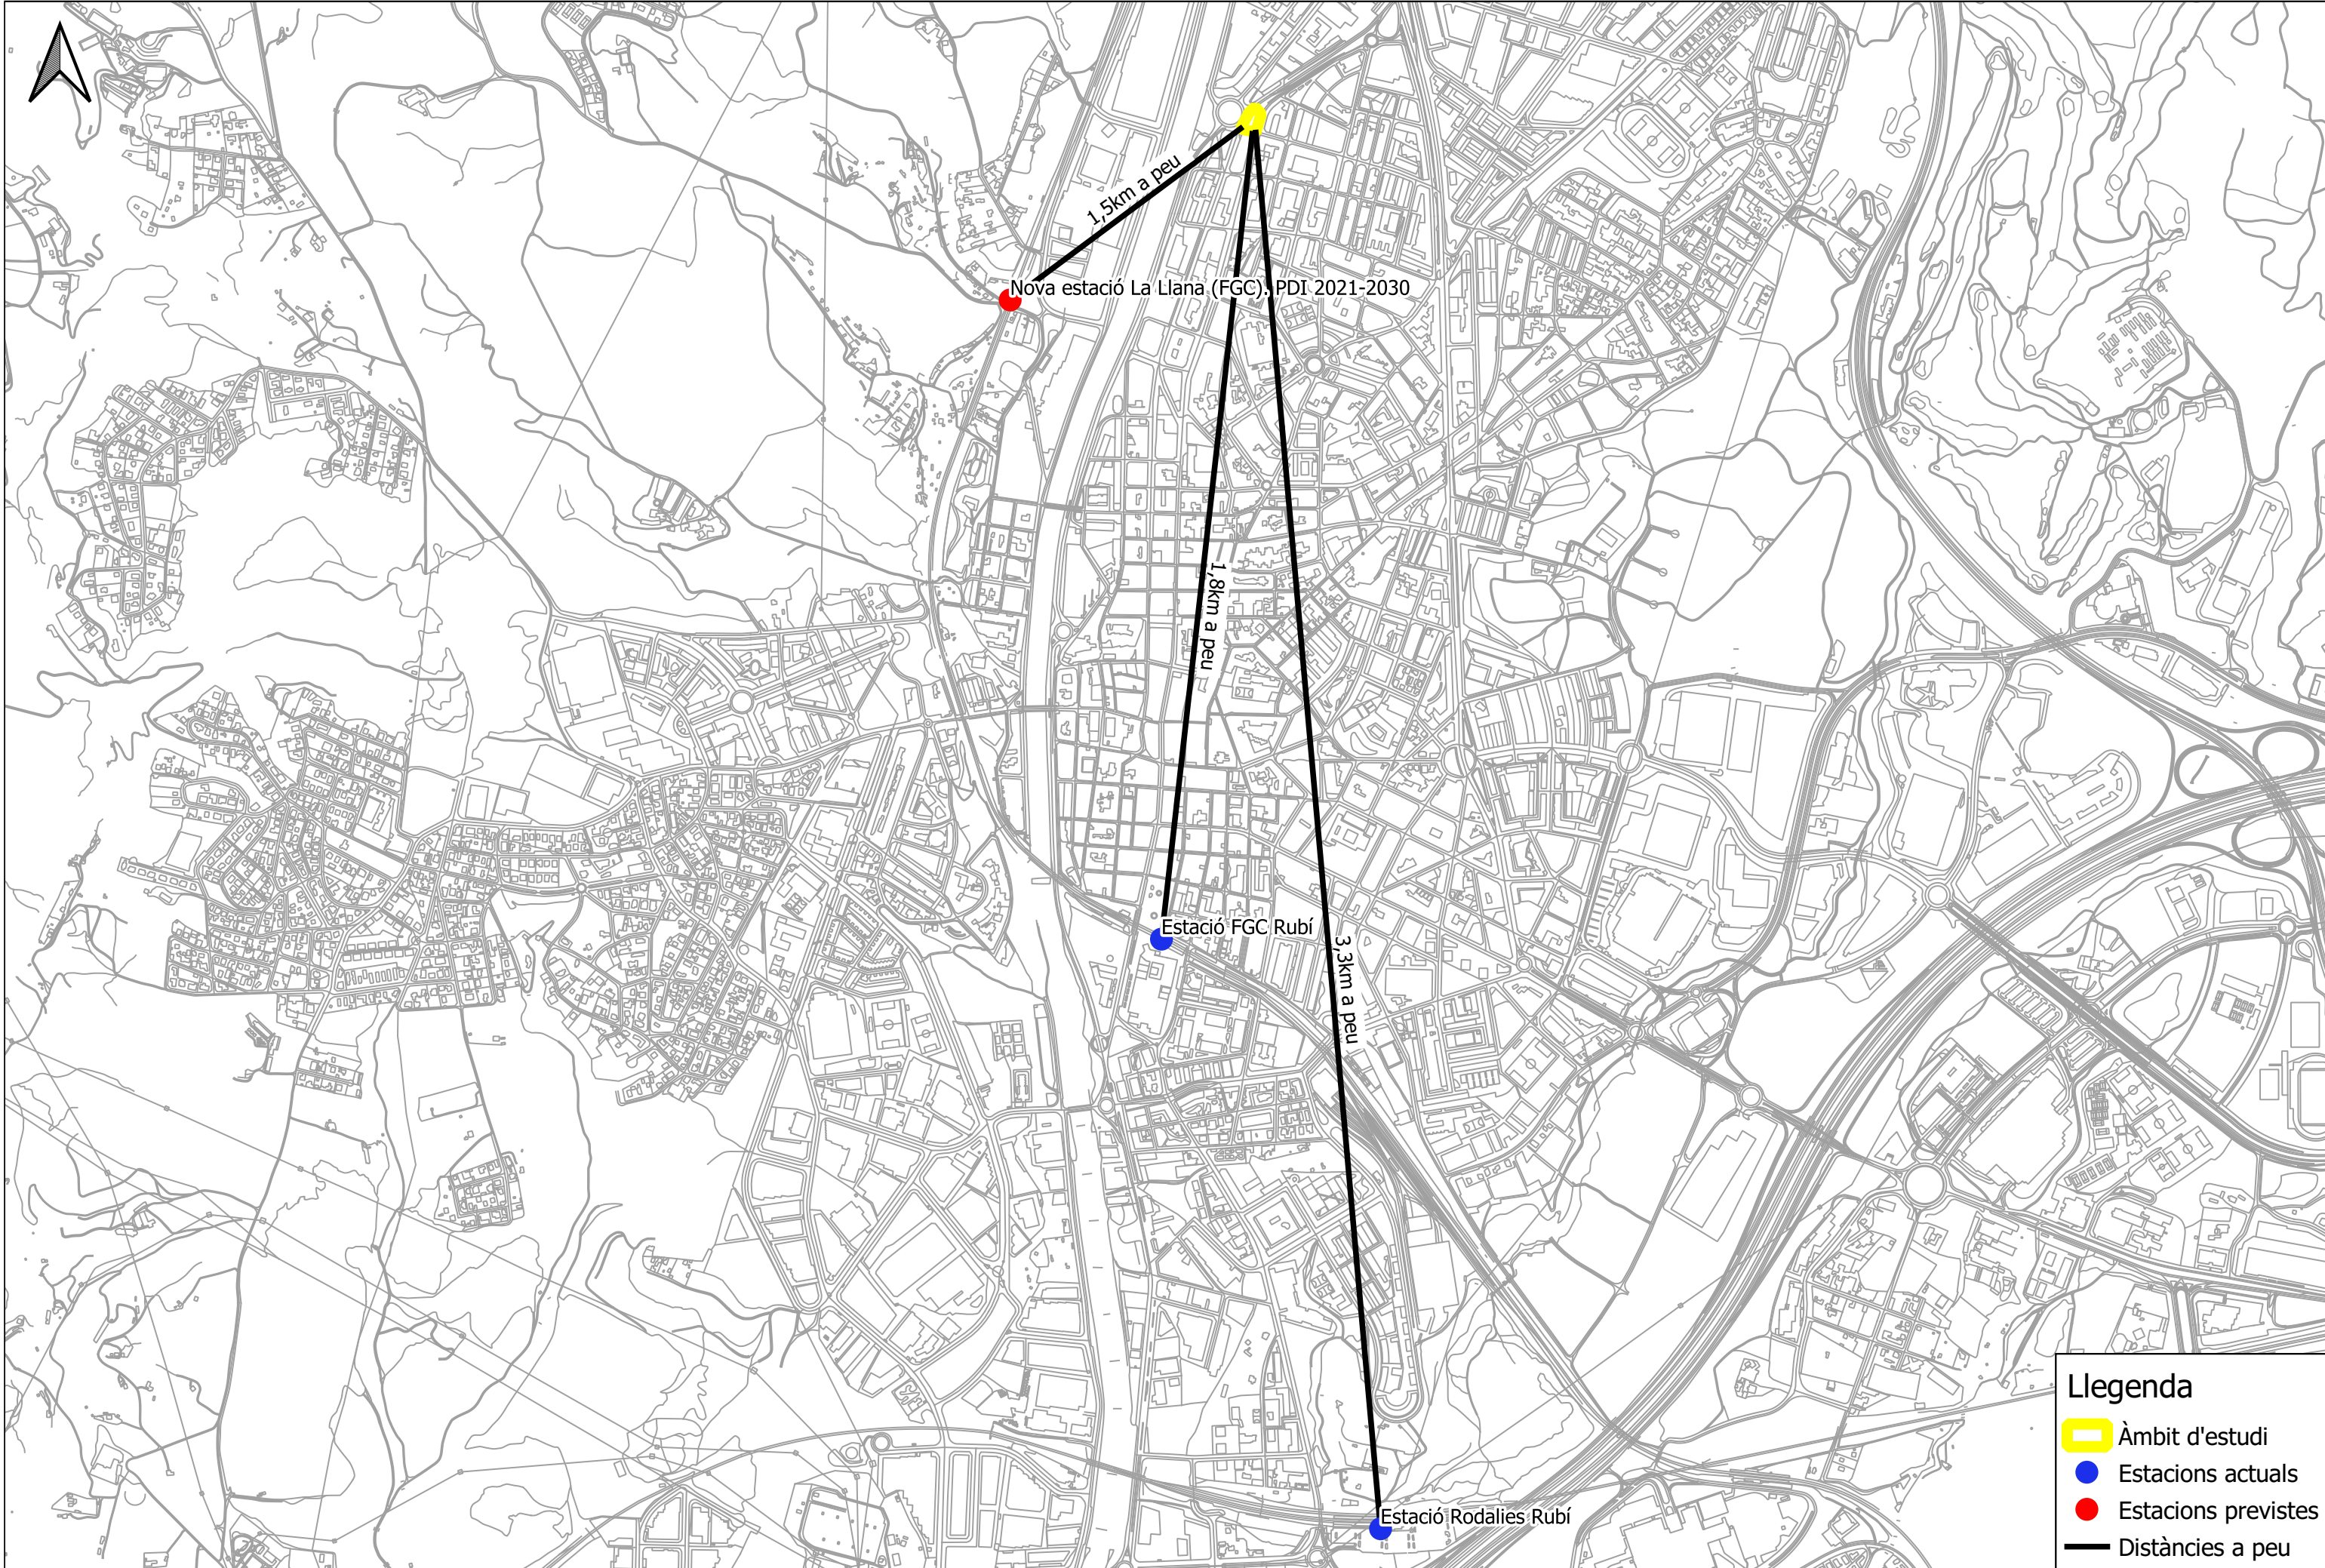 1,5km a peu
Nova estació La Llana (FGC). PDI 2021-2030
1,8km a peu
Estació FGC Rubí
3,3km a peu
Estació Rodalies Rubí
Llegenda
Àmbit d'estudi
Estacions actuals
Estacions previstes
Distàncies a peu